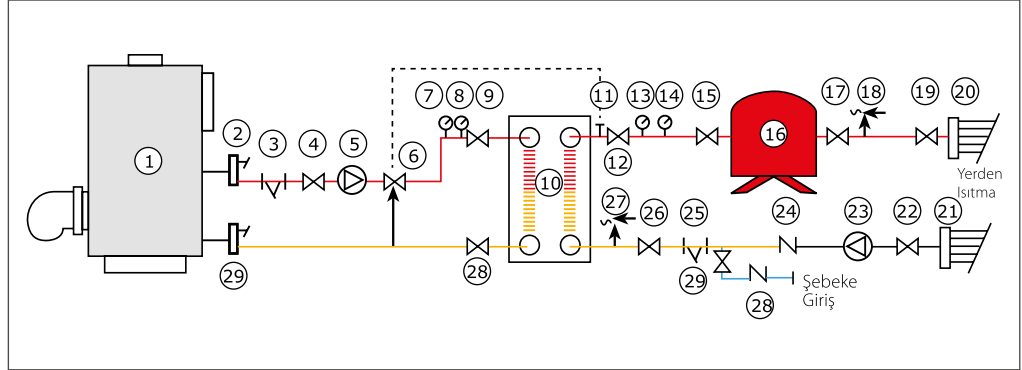 7 8 9 11 13 14 15 17 18 19 20
1 2 3 4 5 6 10 12 16
Yerden
Isıtma
27 26 25 24 23 22 21
29 28 29 28
Şebeke
Giriş